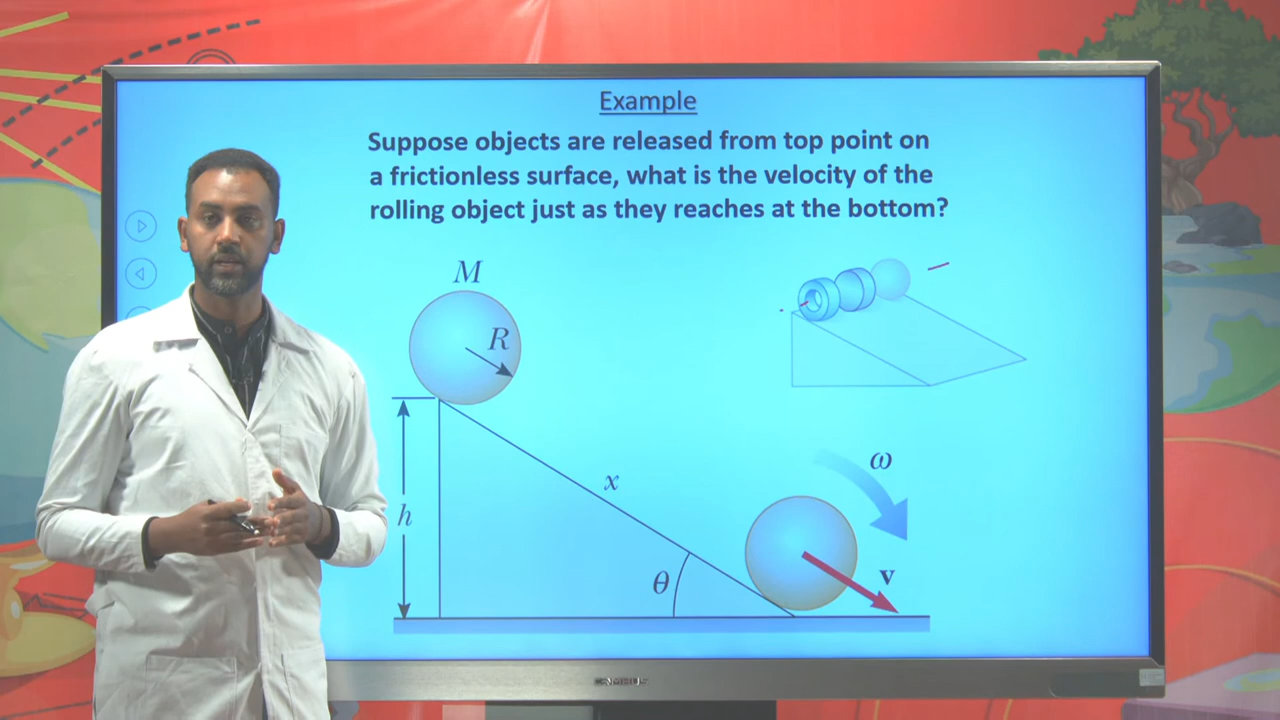 Example
Suppose objects are released from top point on
a frictionless surface, what is the velocity of the
rolling object just as they reaches at the bottom?
M
R
ω
x
h
θ
v